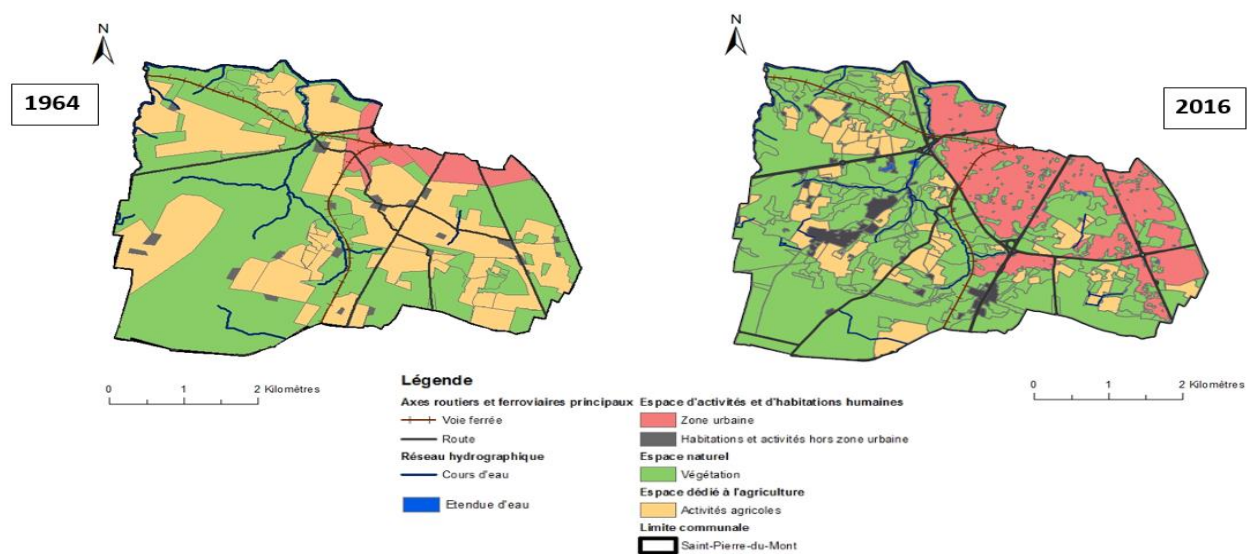 N
1964
N
2016
0 1 2 Kilomètres
0 1 2 Kilomètres
Légende
Axes routiers et ferroviaires principaux
Voie ferrée
Route
Réseau hydrographique
Cours d'eau
Etendue d'eau
Espace d'activités et d'habitations humaines
Zone urbaine
Habitations et activités hors zone urbaine
Espace naturel
Végétation
Espace dédié à l'agriculture
Activités agricoles
Limite communale
Saint-Pierre-du-Mont